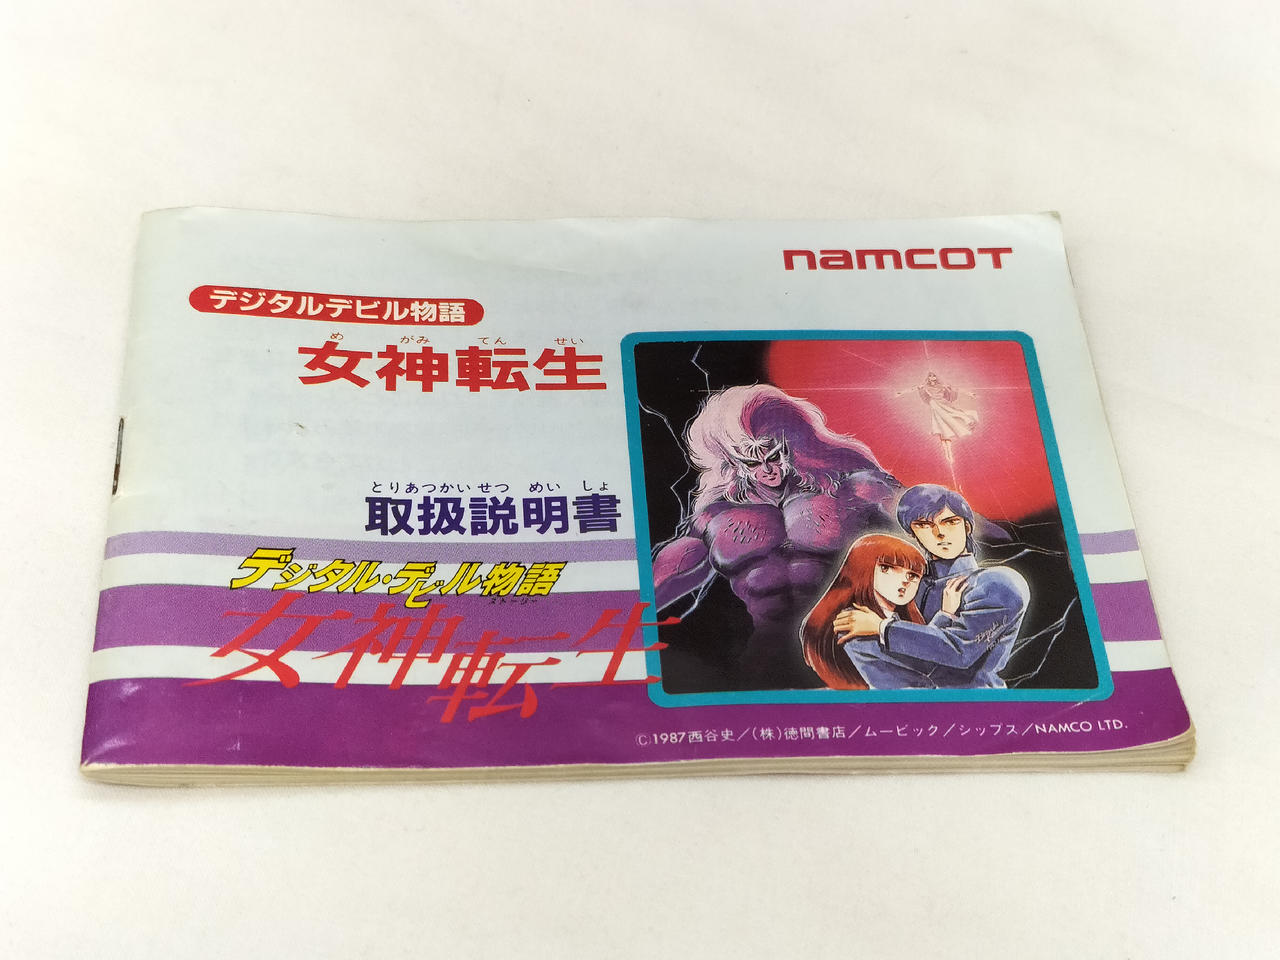 namcoT
デジタルデビル物語
め がみ てん せい
女神転生
とりあつかい せつ めい しょ
取扱説明書
デジタル・デビル物語
ストーリー
女神転生
©1987西谷史/(株)徳間書店/ムービック/シップス/NAMCO LTD.